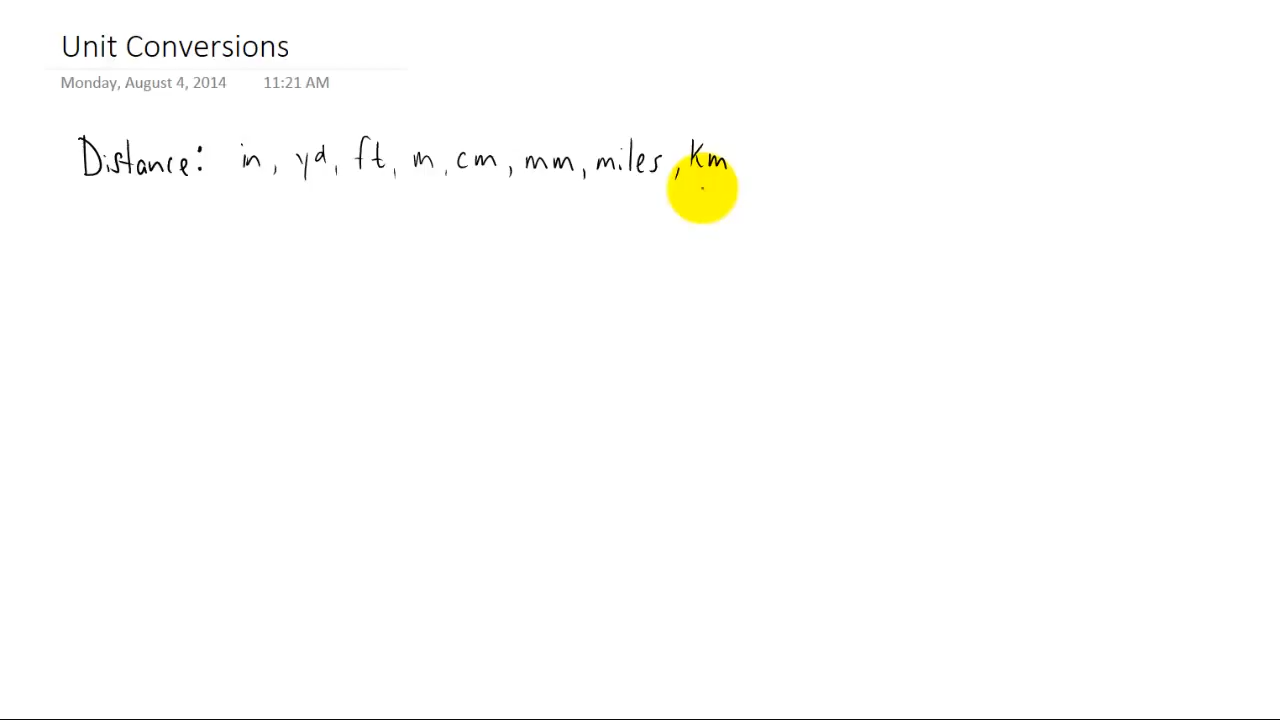 Unit Conversions
Monday, August 4, 2014 11:21 AM
Distance: in, yd, ft, m, cm, mm, miles, km